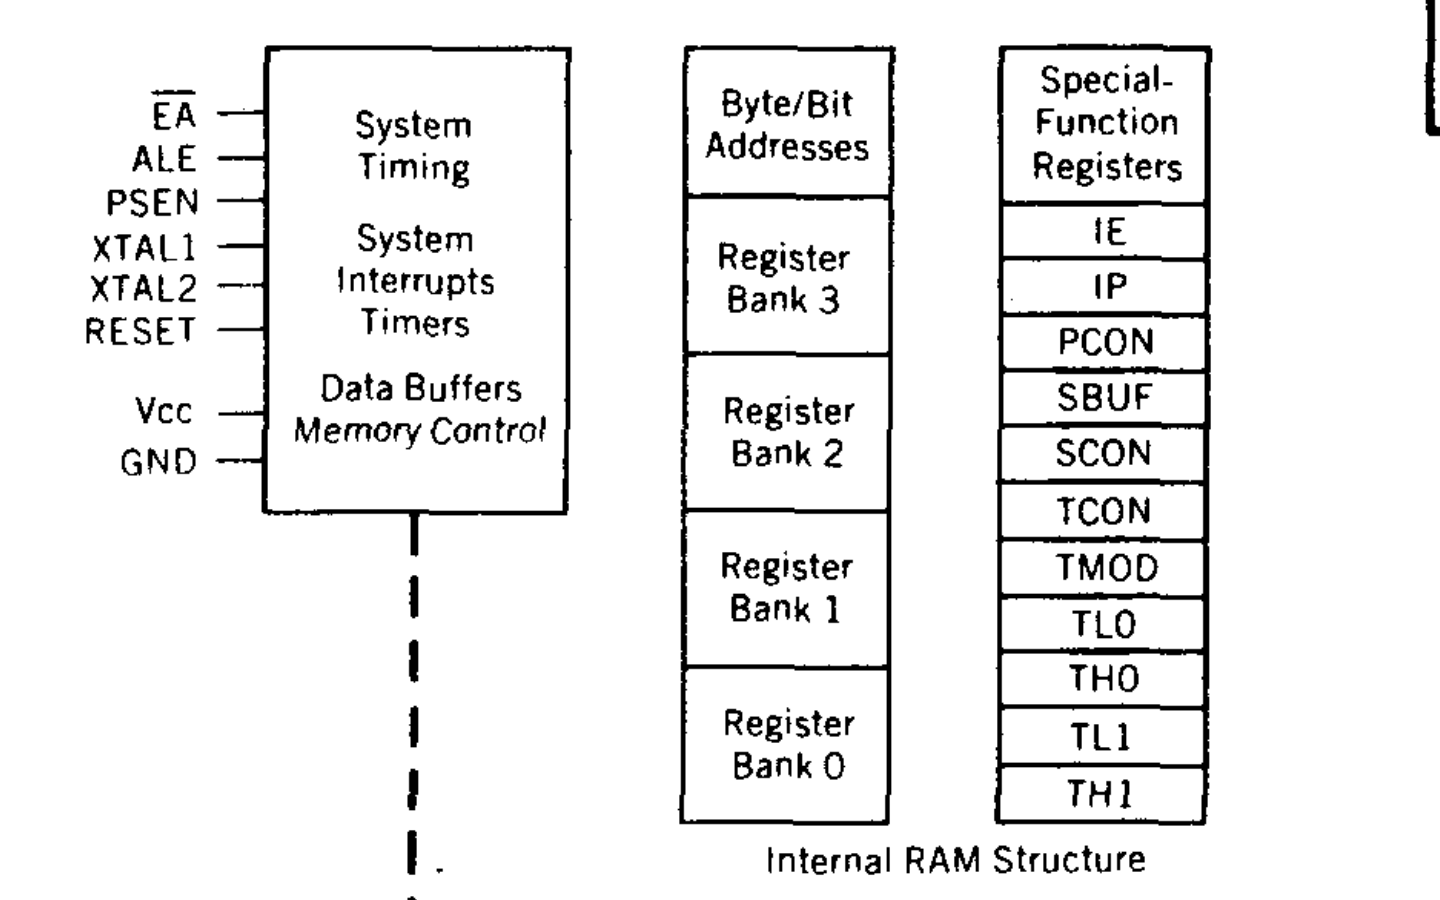 EA
ALE
PSEN
XTAL1
XTAL2
RESET
Vcc
GND
System
Timing
System
Interrupts
Timers
Data Buffers
Memory Control
Byte/Bit
Addresses
Register
Bank 3
Register
Bank 2
Register
Bank 1
Register
Bank 0
Special-
Function
Registers
IE
IP
PCON
SBUF
SCON
TCON
TMOD
TL0
TH0
TL1
TH1
Internal RAM Structure